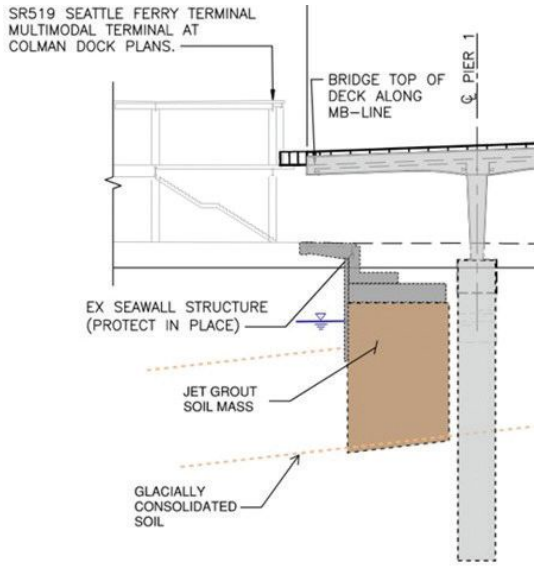 SR519 SEATTLE FERRY TERMINAL
MULTIMODAL TERMINAL AT
COLMAN DOCK PLANS.
BRIDGE TOP OF
DECK ALONG
MB-LINE
℄ PIER 1
EX SEAWALL STRUCTURE
(PROTECT IN PLACE)
JET GROUT
SOIL MASS
GLACIALLY
CONSOLIDATED
SOIL